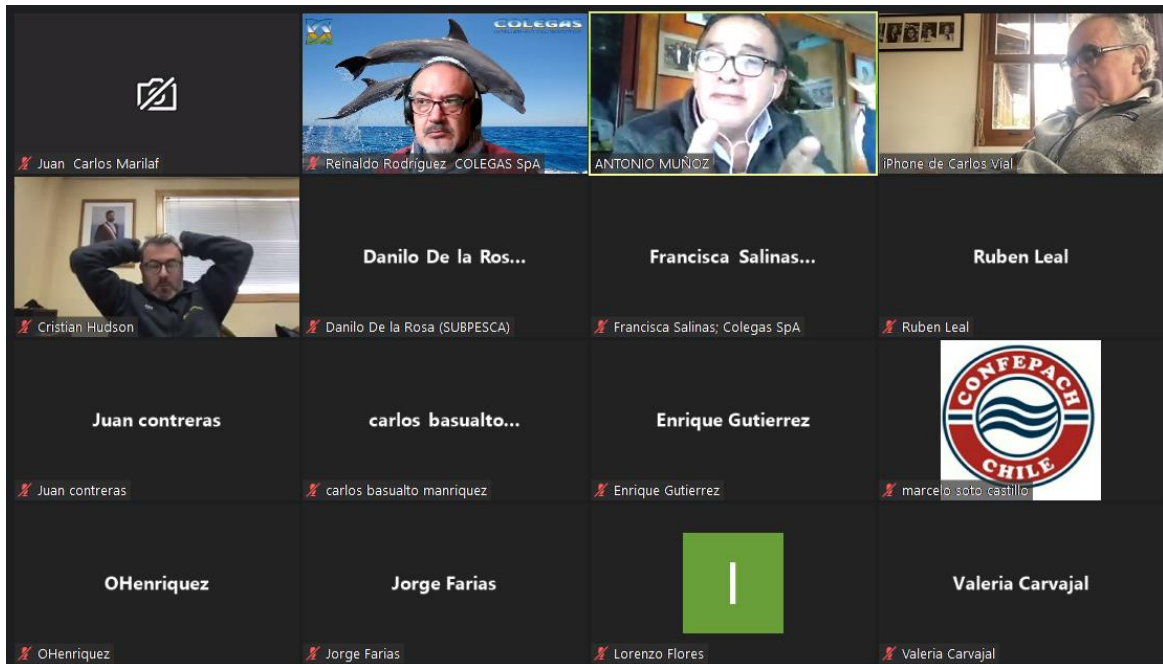 COLEGAS
Juan Carlos Marilaf
Reinaldo Rodríguez COLEGAS SpA
ANTONIO MUÑOZ
iPhone de Carlos Vial
Cristian Hudson
Danilo De la Ros...
Danilo De la Rosa (SUBPESCA)
Francisca Salinas...
Francisca Salinas; Colegas SpA
Ruben Leal
Ruben Leal
Juan contreras
Juan contreras
carlos basualto...
carlos basualto manriquez
Enrique Gutierrez
Enrique Gutierrez
CONFEPACH
CHILE
marcelo soto castillo
OHenriquez
OHenriquez
Jorge Farias
Jorge Farias
l
Lorenzo Flores
Valeria Carvajal
Valeria Carvajal